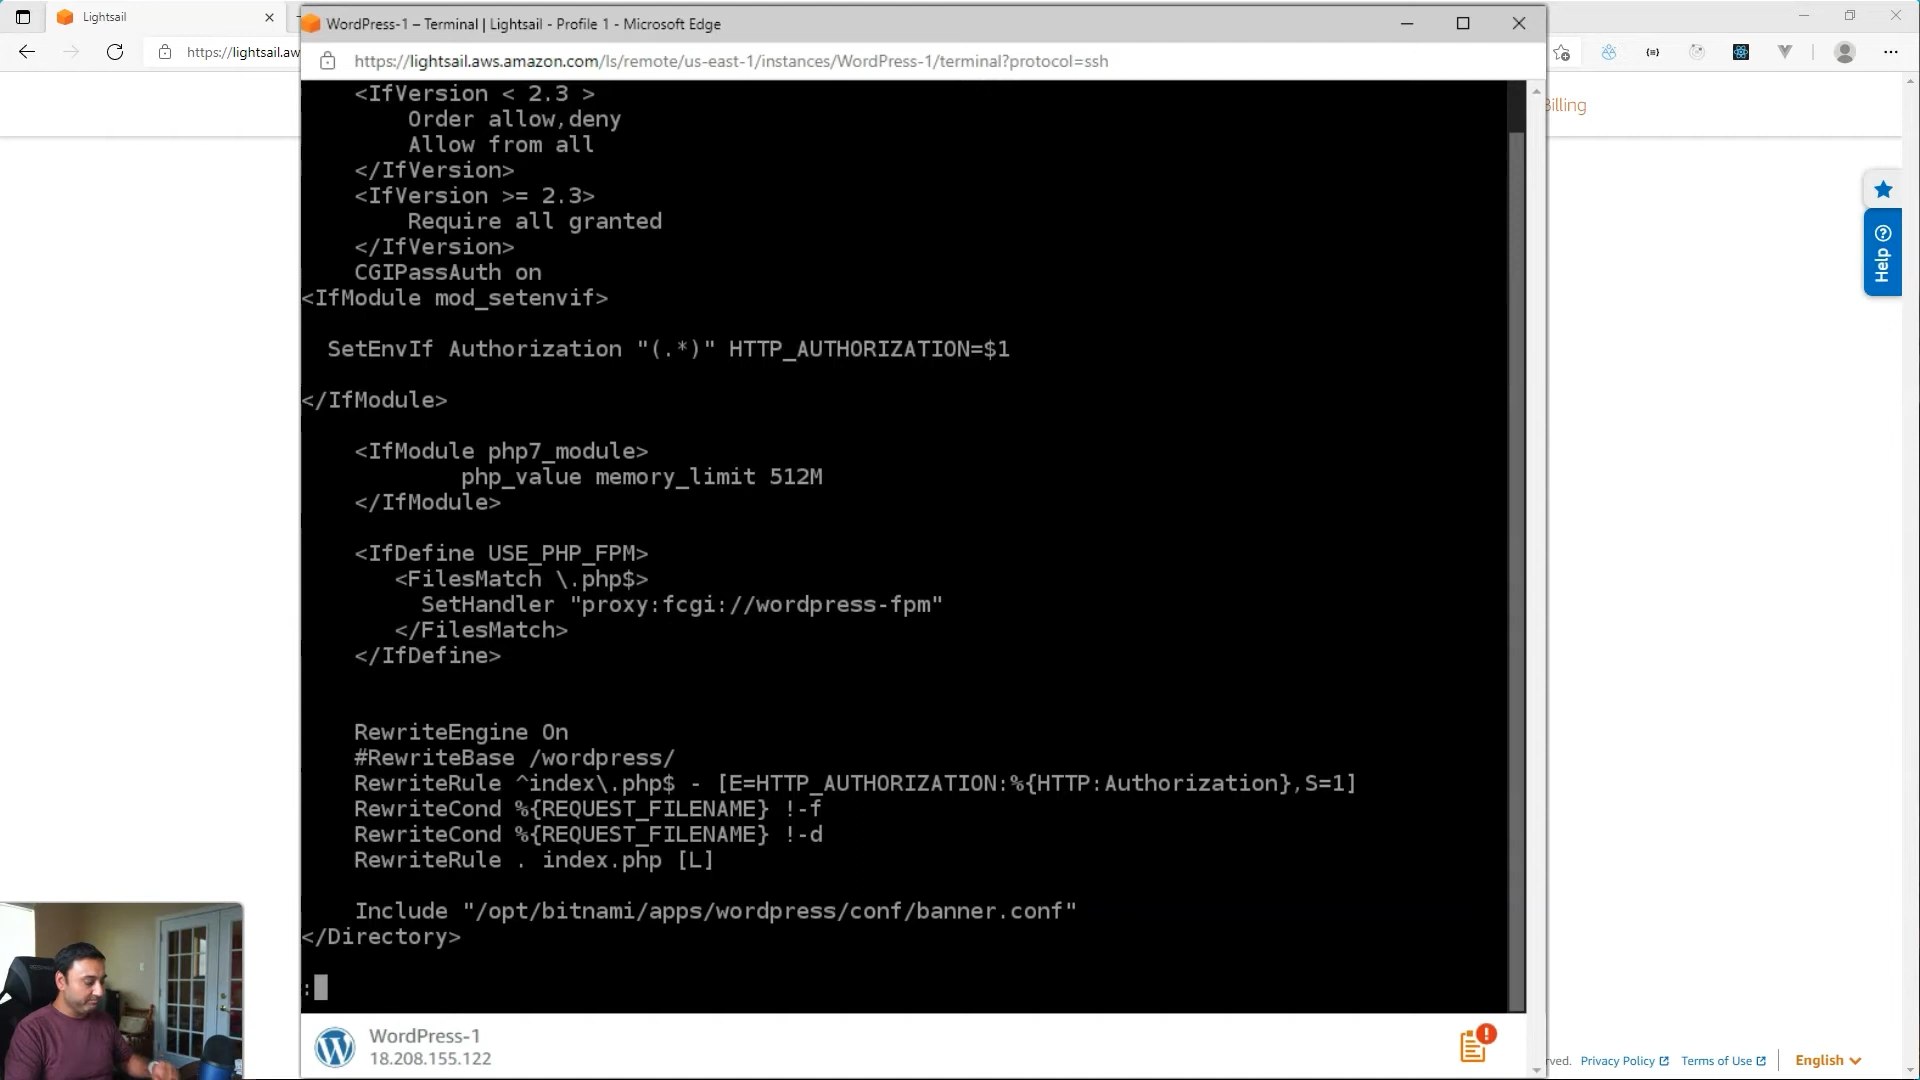 Lightsail
WordPress-1 – Terminal | Lightsail - Profile 1 - Microsoft Edge
https://lightsail.aw
https://lightsail.aws.amazon.com/ls/remote/us-east-1/instances/WordPress-1/terminal?protocol=ssh
Billing
<IfVersion < 2.3 >
Order allow,deny
Allow from all
</IfVersion>
<IfVersion >= 2.3>
Require all granted
</IfVersion>
CGIPassAuth on
<IfModule mod_setenvif>
SetEnvIf Authorization "(.*)" HTTP_AUTHORIZATION=$1
</IfModule>
<IfModule php7_module>
php_value memory_limit 512M
</IfModule>
<IfDefine USE_PHP_FPM>
<FilesMatch \.php$>
SetHandler "proxy:fcgi://wordpress-fpm"
</FilesMatch>
</IfDefine>
RewriteEngine On
#RewriteBase /wordpress/
RewriteRule ^index\.php$ - [E=HTTP_AUTHORIZATION:%{HTTP:Authorization},S=1]
RewriteCond %{REQUEST_FILENAME} !-f
RewriteCond %{REQUEST_FILENAME} !-d
RewriteRule . index.php [L]
Include "/opt/bitnami/apps/wordpress/conf/banner.conf"
</Directory>
:
Help
WordPress-1
18.208.155.122
rved. Privacy Policy Terms of Use English